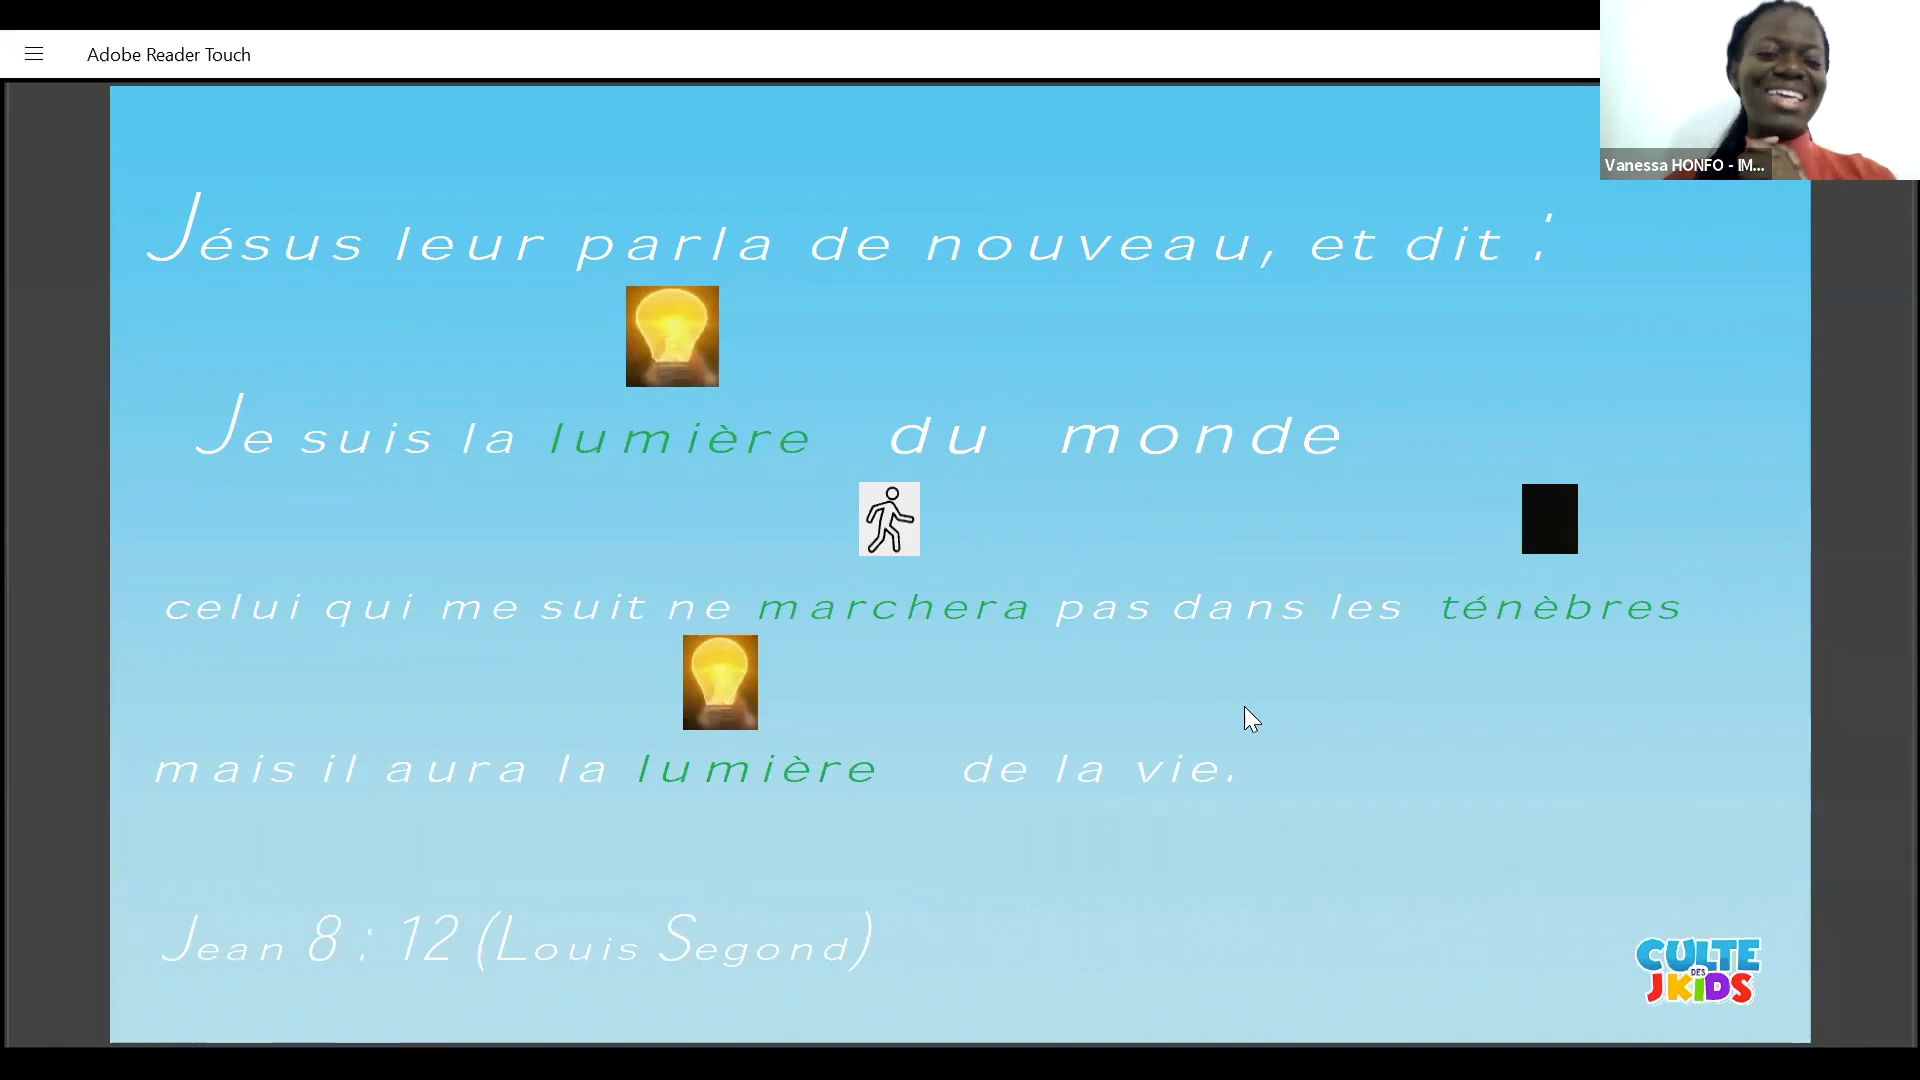 Adobe Reader Touch
Vanessa HONFO - IM...
Jésus leur parla de nouveau, et dit :
Je suis la lumière du monde
celui qui me suit ne marchera pas dans les ténèbres
mais il aura la lumière de la vie.
Jean 8 : 12 (Louis Segond)
CULTE
DES
JKIDS